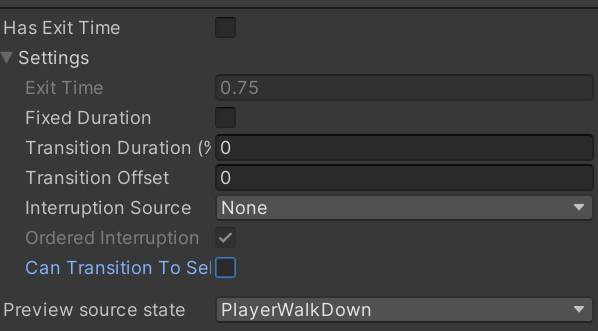 Has Exit Time
Settings
Exit Time 0.75
Fixed Duration
Transition Duration (%
Transition Offset 0
Interruption Source None
Ordered Interruption
Can Transition To Sel
Preview source state PlayerWalkDown